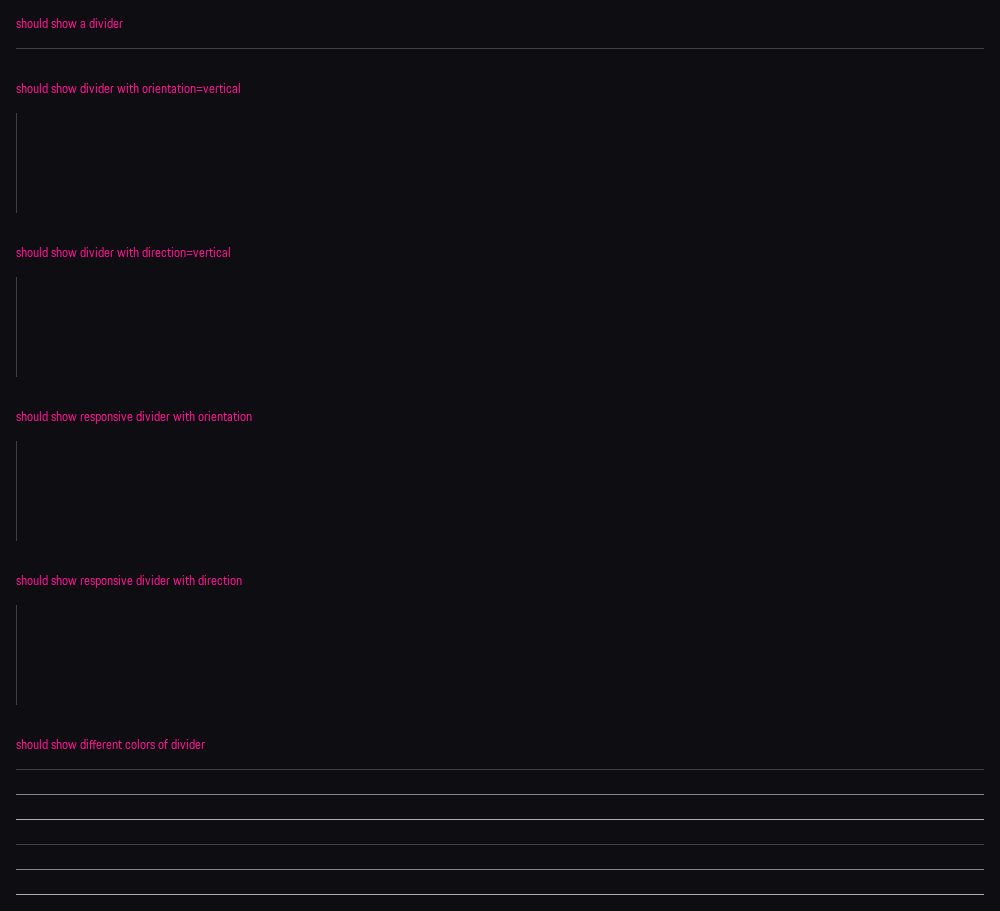 should show a divider
should show divider with orientation=vertical
should show divider with direction=vertical
should show responsive divider with orientation
should show responsive divider with direction
should show different colors of divider